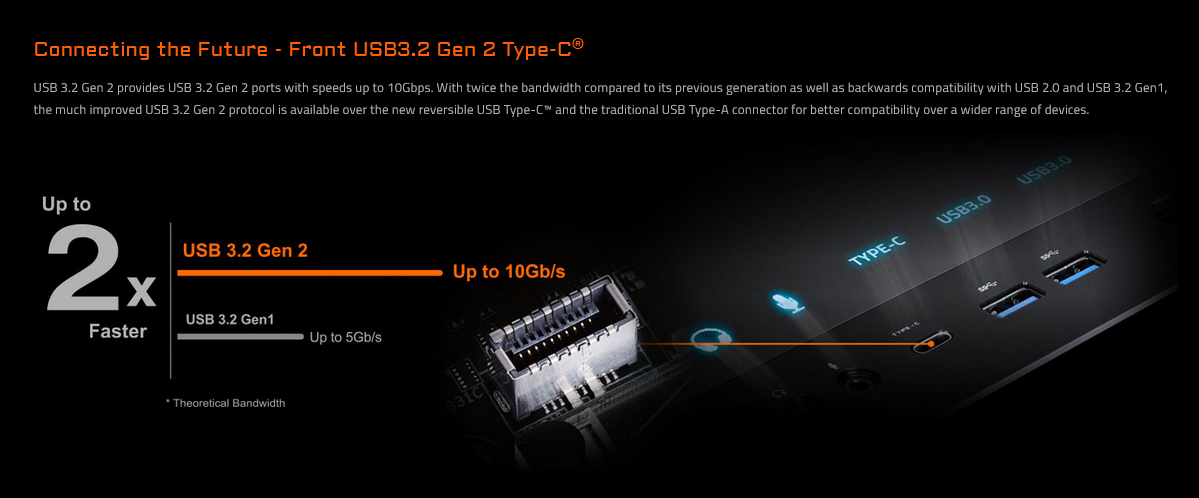 Connecting the Future - Front USB3.2 Gen 2 Type-C®
USB 3.2 Gen 2 provides USB 3.2 Gen 2 ports with speeds up to 10Gbps. With twice the bandwidth compared to its previous generation as well as backwards compatibility with USB 2.0 and USB 3.2 Gen1,
the much improved USB 3.2 Gen 2 protocol is available over the new reversible USB Type-C™ and the traditional USB Type-A connector for better compatibility over a wider range of devices.
Up to
2x
Faster
USB 3.2 Gen 2
Up to 10Gb/s
USB 3.2 Gen1
Up to 5Gb/s
* Theoretical Bandwidth
USB3.0
USB3.0
TYPE-C
TYPE-C